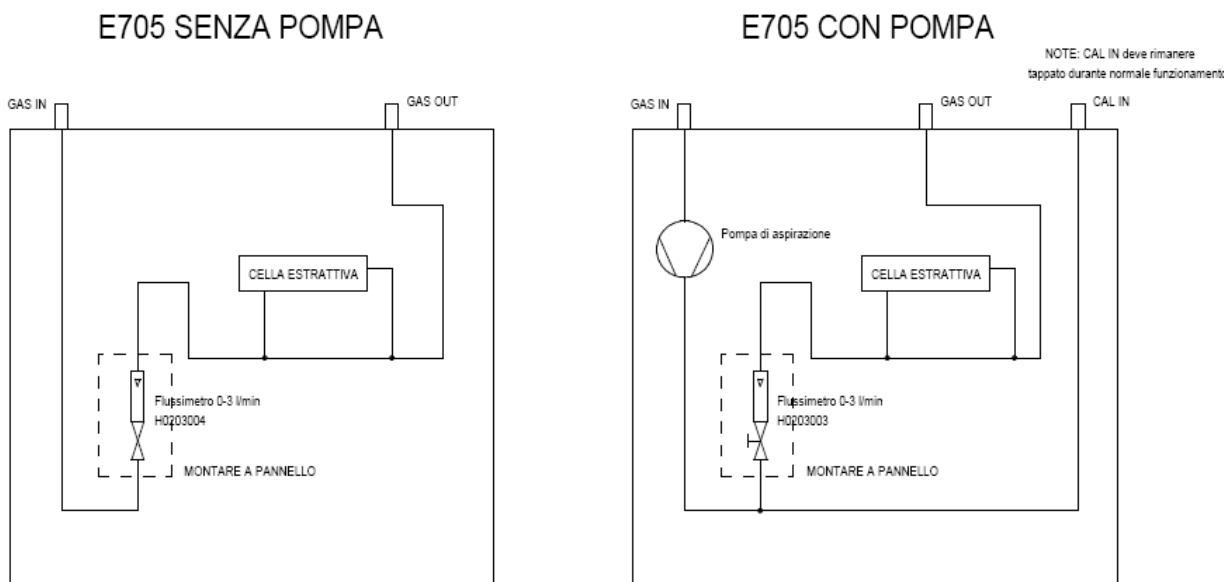 E705 SENZA POMPA
E705 CON POMPA
NOTE: CAL IN deve rimanere
tappato durante normale funzionamento
GAS IN
GAS OUT
GAS IN
GAS OUT
CAL IN
Pompa di aspirazione
CELLA ESTRATTIVA
CELLA ESTRATTIVA
Flussimetro 0-3 l/min
H0203004
MONTARE A PANNELLO
Flussimetro 0-3 l/min
H0203003
MONTARE A PANNELLO